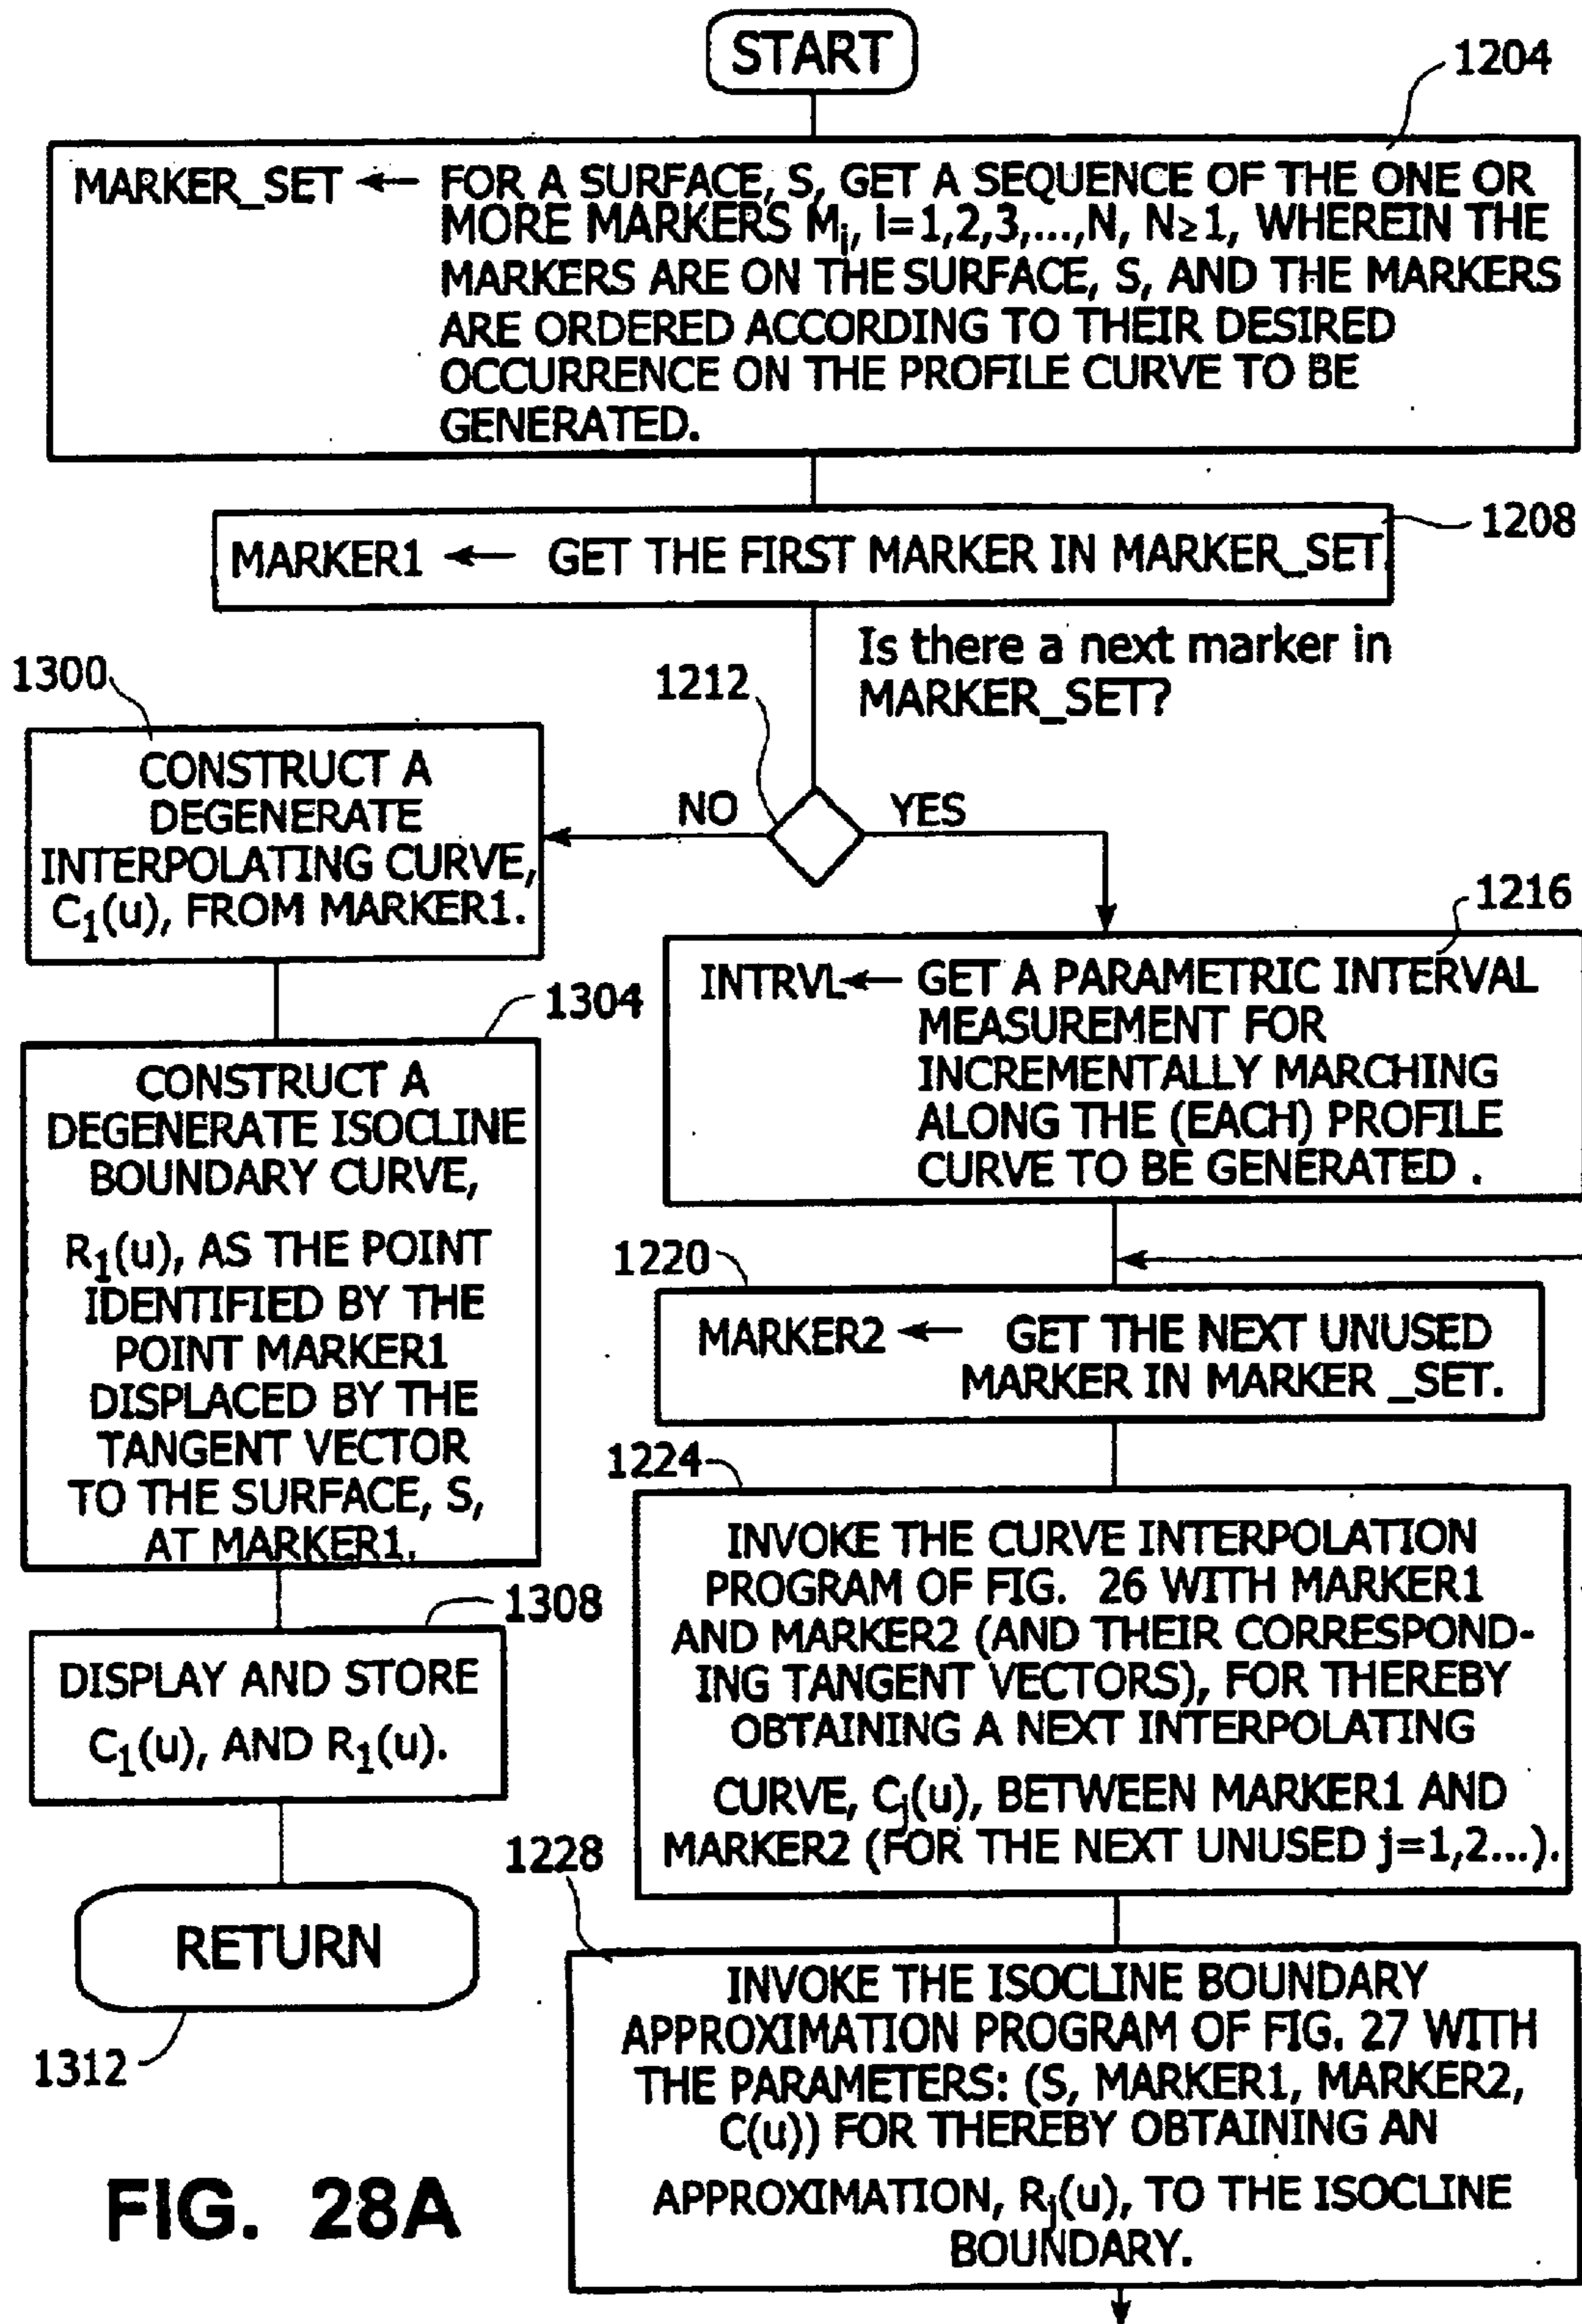 START
1204
MARKER_SET ← FOR A SURFACE, S, GET A SEQUENCE OF THE ONE OR
MORE MARKERS Mᵢ, i=1,2,3,...,N, N≥1, WHEREIN THE
MARKERS ARE ON THE SURFACE, S, AND THE MARKERS
ARE ORDERED ACCORDING TO THEIR DESIRED
OCCURRENCE ON THE PROFILE CURVE TO BE
GENERATED.
1208
MARKER1 ← GET THE FIRST MARKER IN MARKER_SET.
Is there a next marker in
MARKER_SET?
1212
NO
YES
1300
CONSTRUCT A
DEGENERATE
INTERPOLATING CURVE,
C₁(u), FROM MARKER1.
1304
CONSTRUCT A
DEGENERATE ISOCLINE
BOUNDARY CURVE,
R₁(u), AS THE POINT
IDENTIFIED BY THE
POINT MARKER1
DISPLACED BY THE
TANGENT VECTOR
TO THE SURFACE, S,
AT MARKER1.
1308
DISPLAY AND STORE
C₁(u), AND R₁(u).
RETURN
1312
1216
INTRVL ← GET A PARAMETRIC INTERVAL
MEASUREMENT FOR
INCREMENTALLY MARCHING
ALONG THE (EACH) PROFILE
CURVE TO BE GENERATED .
1220
MARKER2 ← GET THE NEXT UNUSED
MARKER IN MARKER _SET.
1224
INVOKE THE CURVE INTERPOLATION
PROGRAM OF FIG. 26 WITH MARKER1
AND MARKER2 (AND THEIR CORRESPOND-
ING TANGENT VECTORS), FOR THEREBY
OBTAINING A NEXT INTERPOLATING
CURVE, Cⱼ(u), BETWEEN MARKER1 AND
MARKER2 (FOR THE NEXT UNUSED j=1,2...).
1228
INVOKE THE ISOCLINE BOUNDARY
APPROXIMATION PROGRAM OF FIG. 27 WITH
THE PARAMETERS: (S, MARKER1, MARKER2,
C(u)) FOR THEREBY OBTAINING AN
APPROXIMATION, Rⱼ(u), TO THE ISOCLINE
BOUNDARY.
FIG. 28A